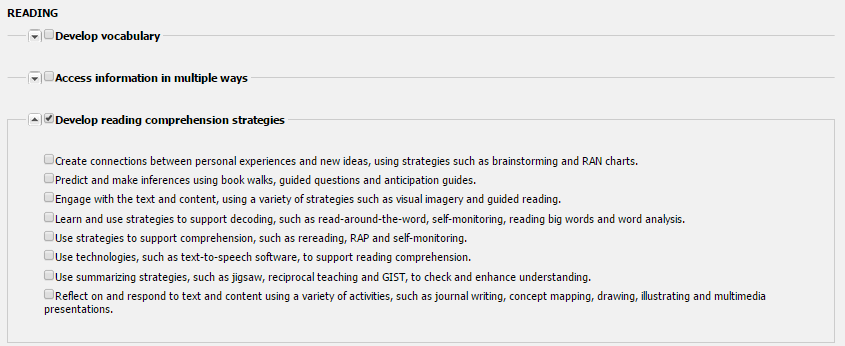 READING
Develop vocabulary
Access information in multiple ways
Develop reading comprehension strategies
Create connections between personal experiences and new ideas, using strategies such as brainstorming and RAN charts.
Predict and make inferences using book walks, guided questions and anticipation guides.
Engage with the text and content, using a variety of strategies such as visual imagery and guided reading.
Learn and use strategies to support decoding, such as read-around-the-word, self-monitoring, reading big words and word analysis.
Use strategies to support comprehension, such as rereading, RAP and self-monitoring.
Use technologies, such as text-to-speech software, to support reading comprehension.
Use summarizing strategies, such as jigsaw, reciprocal teaching and GIST, to check and enhance understanding.
Reflect on and respond to text and content using a variety of activities, such as journal writing, concept mapping, drawing, illustrating and multimedia
presentations.